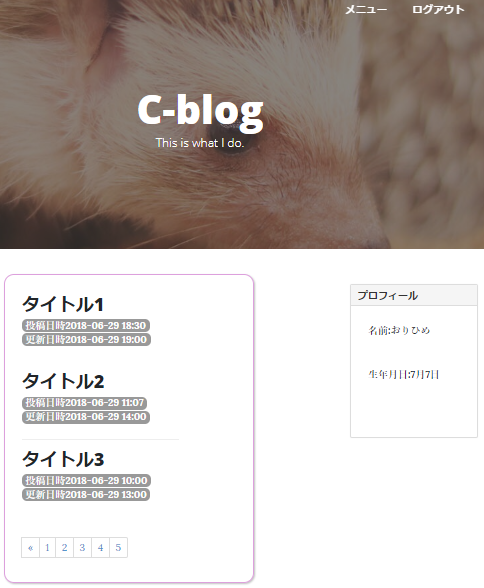 メニュー ログアウト
C-blog
This is what I do.
タイトル1
投稿日時2018-06-29 18:30
更新日時2018-06-29 19:00
タイトル2
投稿日時2018-06-29 11:07
更新日時2018-06-29 14:00
タイトル3
投稿日時2018-06-29 10:00
更新日時2018-06-29 13:00
« 1 2 3 4 5
プロフィール
名前:おりひめ
生年月日:7月7日